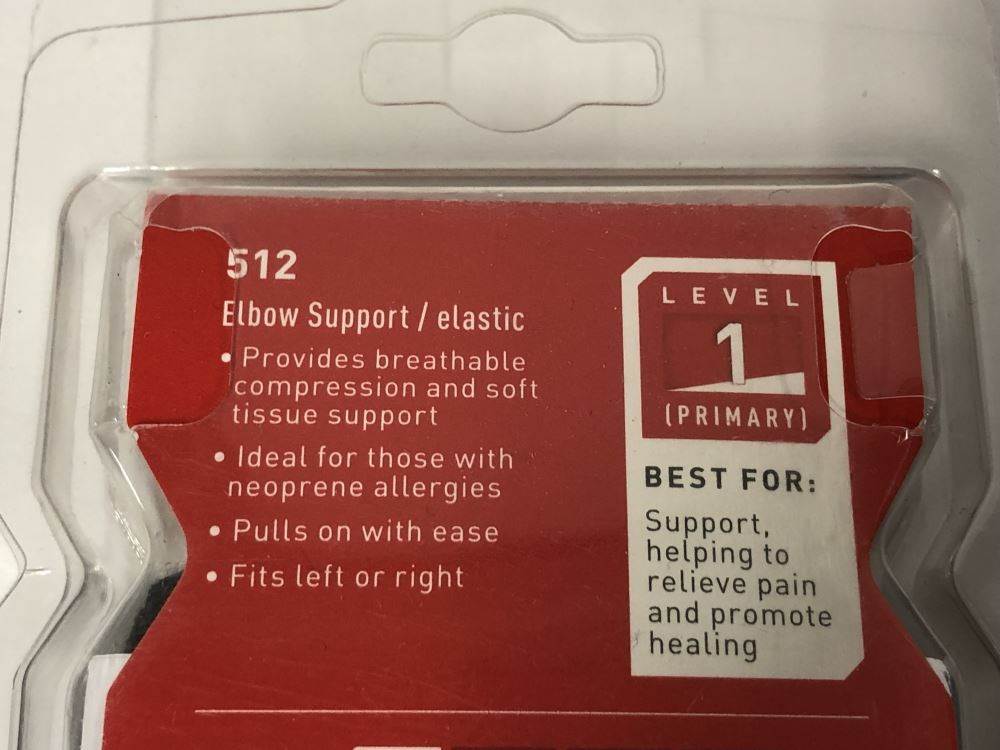 512
Elbow Support / elastic
• Provides breathable
compression and soft
tissue support
• Ideal for those with
neoprene allergies
• Pulls on with ease
• Fits left or right
LEVEL
1
(PRIMARY)
BEST FOR:
Support,
helping to
relieve pain
and promote
healing